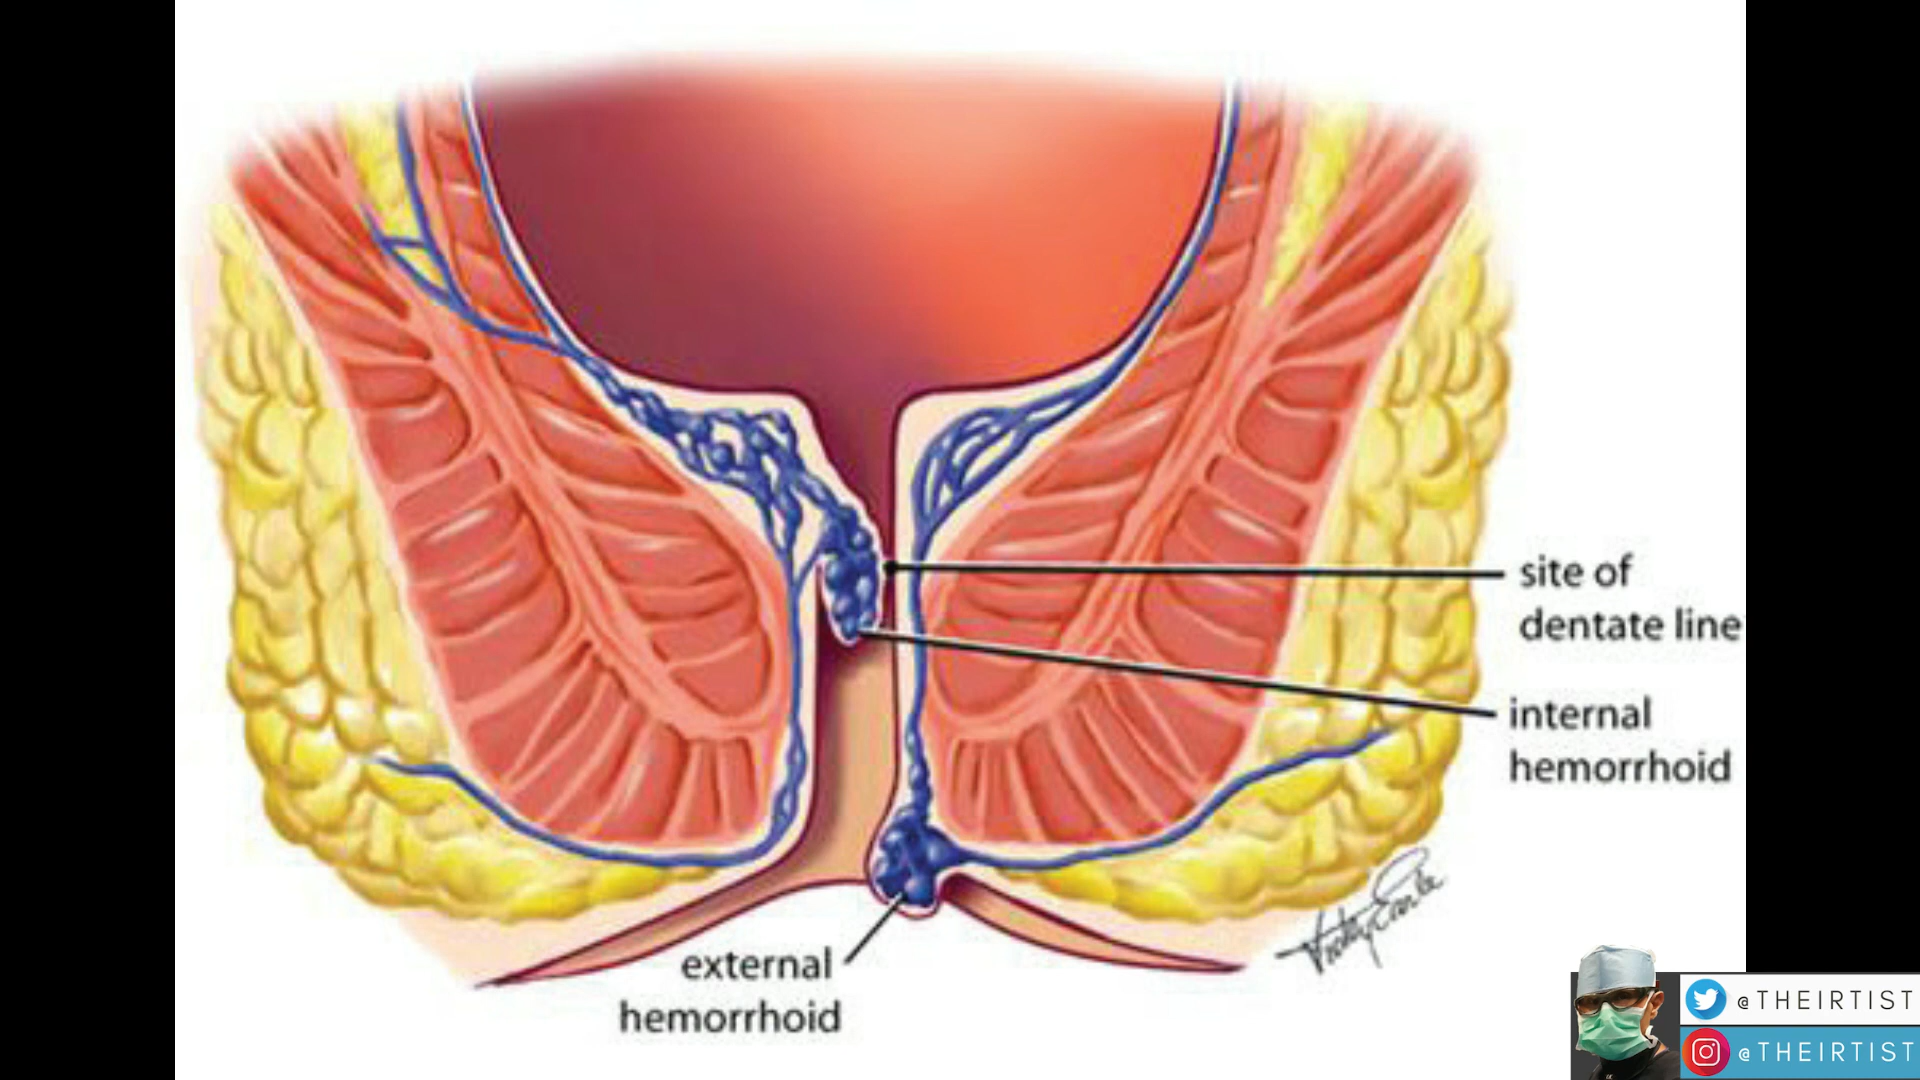 site of
dentate line
internal
hemorrhoid
external
hemorrhoid
@THEIRTIST
@THEIRTIST